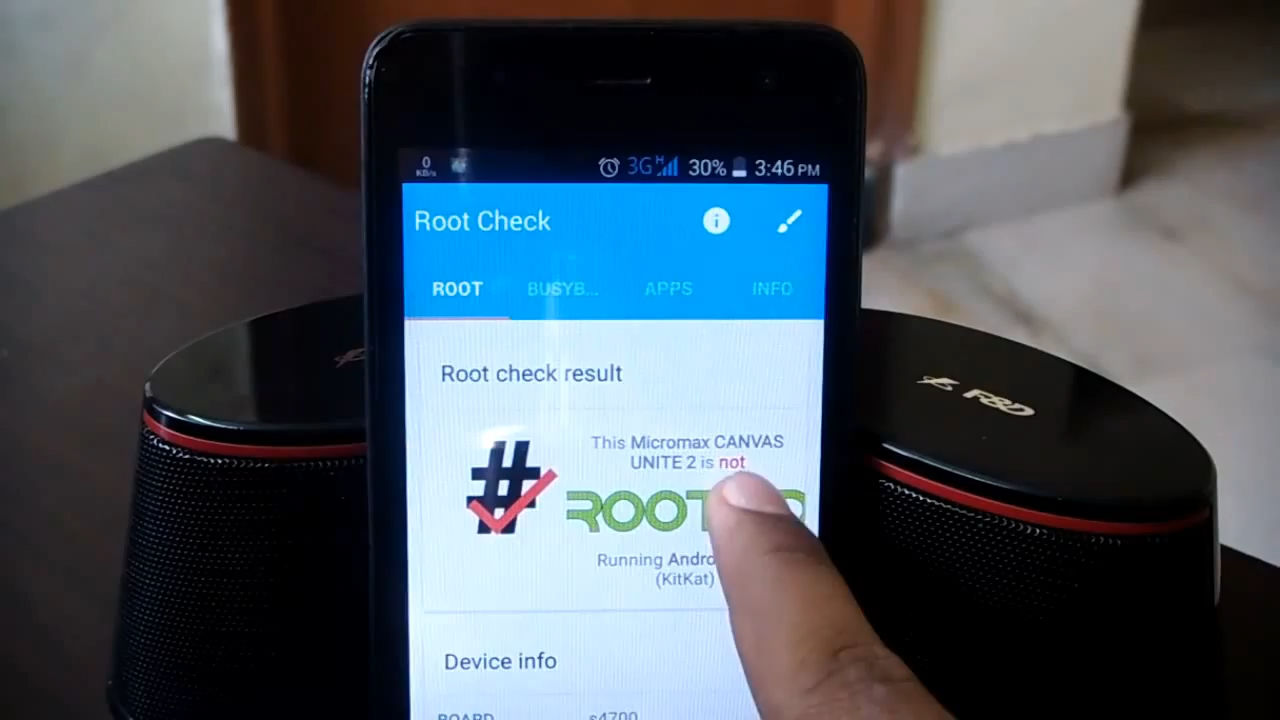 0
KB/s
3G H 30% 3:46 PM
Root Check
ROOT BUSYB... APPS INFO
Root check result
This Micromax CANVAS
UNITE 2 is not
ROOT
Running Andro
(KitKat)
Device info
BOARD s4700
F&D